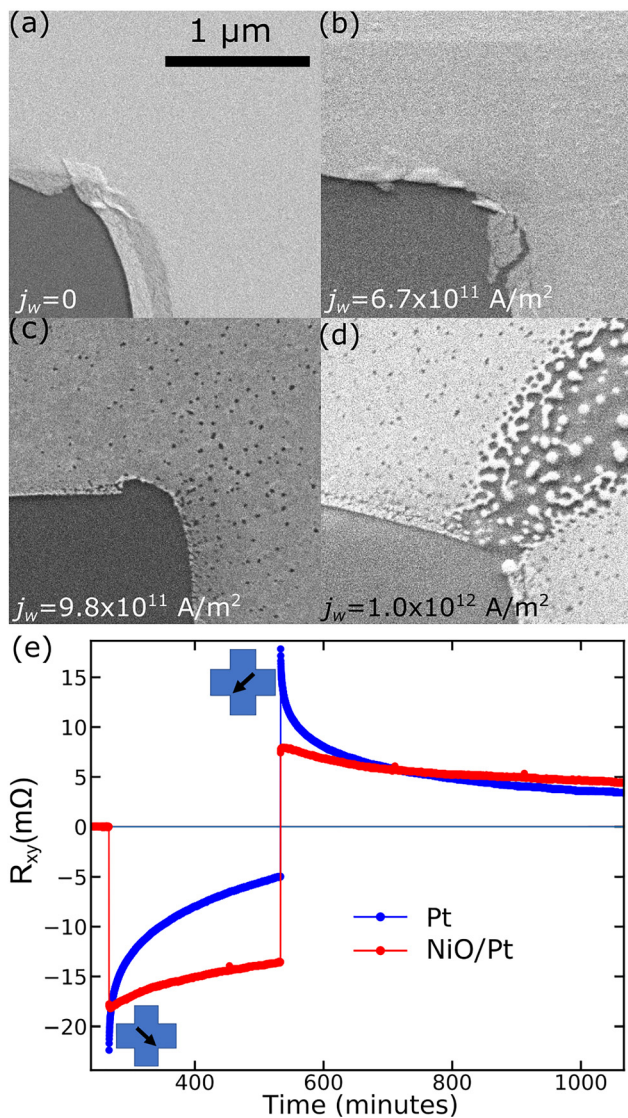 (a)
1 µm
(b)
j_w=0
j_w=6.7x10^11 A/m^2
(c)
(d)
j_w=9.8x10^11 A/m^2
j_w=1.0x10^12 A/m^2
(e)
15
10
5
0
−5
−10
−15
−20
R_xy(mΩ)
Pt
NiO/Pt
400 600 800 1000
Time (minutes)